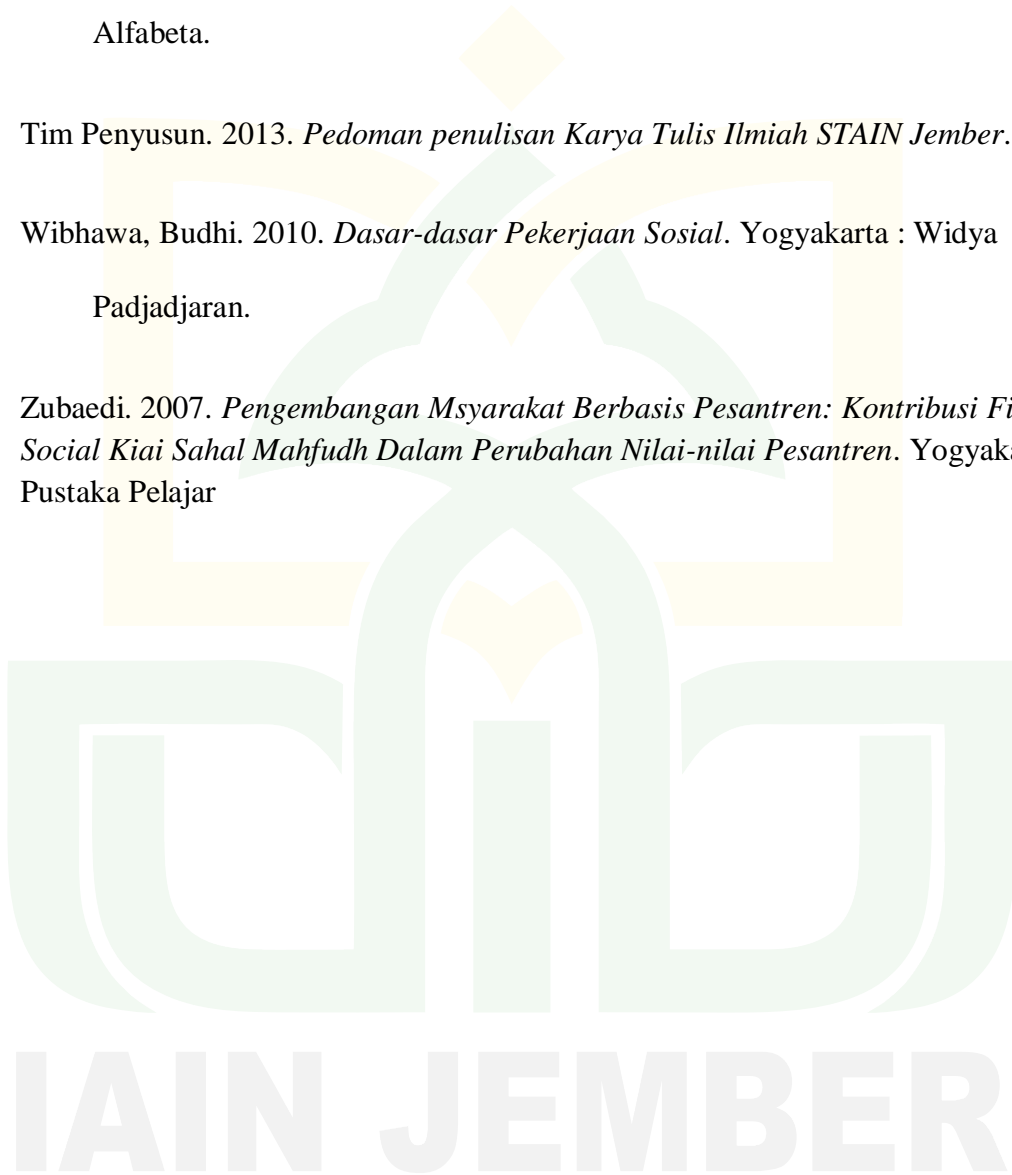 Alfabeta.
Tim Penyusun. 2013. Pedoman penulisan Karya Tulis Ilmiah STAIN Jember.
Wibhawa, Budhi. 2010. Dasar-dasar Pekerjaan Sosial. Yogyakarta : Widya
Padjadjaran.
Zubaedi. 2007. Pengembangan Msyarakat Berbasis Pesantren: Kontribusi
Social Kiai Sahal Mahfudh Dalam Perubahan Nilai-nilai Pesantren.
Pustaka Pelajar
IAIN JEMBER